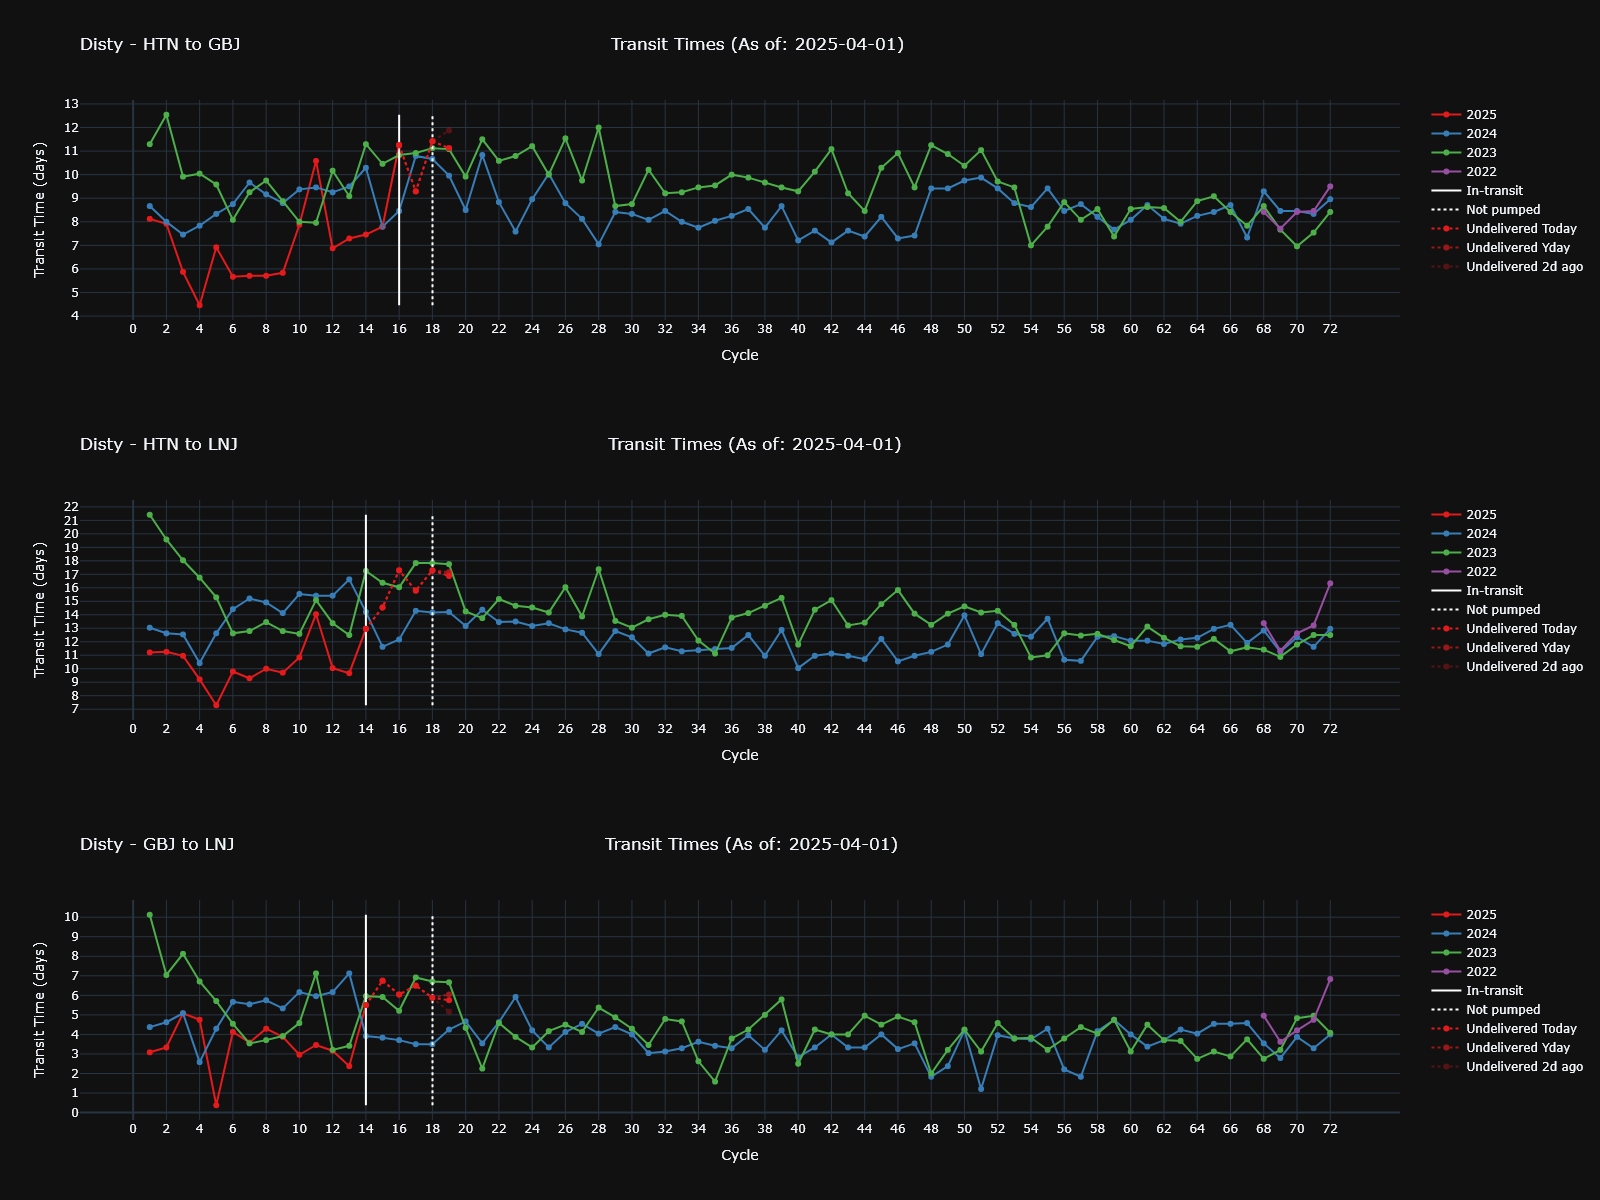 Disty - HTN to GBJ
Transit Times (As of: 2025-04-01)
Transit Time (days)
13
12
11
10
9
8
7
6
5
4
0 2 4 6 8 10 12 14 16 18 20 22 24 26 28 30 32 34 36 38 40 42 44 46 48 50 52 54 56 58 60 62 64 66 68 70 72
Cycle
2025
2024
2023
2022
In-transit
Not pumped
Undelivered Today
Undelivered Yday
Undelivered 2d ago
Disty - HTN to LNJ
Transit Times (As of: 2025-04-01)
Transit Time (days)
22
21
20
19
18
17
16
15
14
13
12
11
10
9
8
7
0 2 4 6 8 10 12 14 16 18 20 22 24 26 28 30 32 34 36 38 40 42 44 46 48 50 52 54 56 58 60 62 64 66 68 70 72
Cycle
2025
2024
2023
2022
In-transit
Not pumped
Undelivered Today
Undelivered Yday
Undelivered 2d ago
Disty - GBJ to LNJ
Transit Times (As of: 2025-04-01)
Transit Time (days)
10
9
8
7
6
5
4
3
2
1
0
0 2 4 6 8 10 12 14 16 18 20 22 24 26 28 30 32 34 36 38 40 42 44 46 48 50 52 54 56 58 60 62 64 66 68 70 72
Cycle
2025
2024
2023
2022
In-transit
Not pumped
Undelivered Today
Undelivered Yday
Undelivered 2d ago